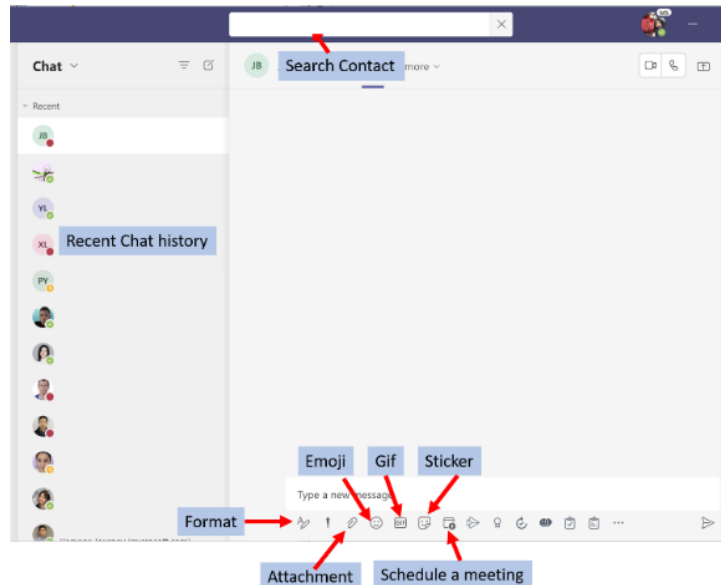 Chat
JB
Search Contact
more
Recent
JB
YL
XL
Recent Chat history
PY
Emoji
Gif
Sticker
Type a new message
Format
GIF
Attachment
Schedule a meeting